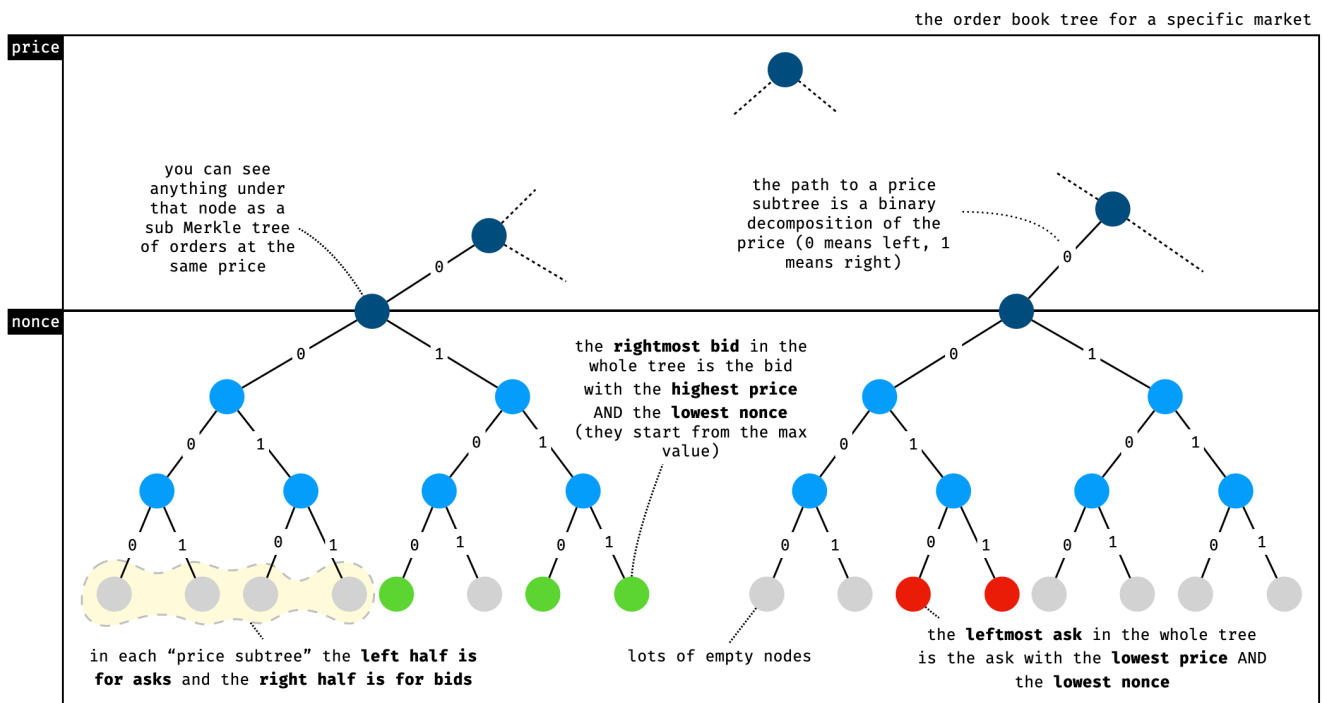 the order book tree for a specific market
price
you can see
anything under
that node as a
sub Merkle tree
of orders at the
same price
the path to a price
subtree is a binary
decomposition of the
price (0 means left, 1
means right)
0
0
nonce
the rightmost bid in the
whole tree is the bid
with the highest price
AND the lowest nonce
(they start from the max
value)
0 1 0 1
0 1 0 1 0 1 0 1
0 1 0 1 0 1 0 1 0 1 0 1 0 1 0 1
in each “price subtree” the left half is
for asks and the right half is for bids
lots of empty nodes
the leftmost ask in the whole tree
is the ask with the lowest price AND
the lowest nonce